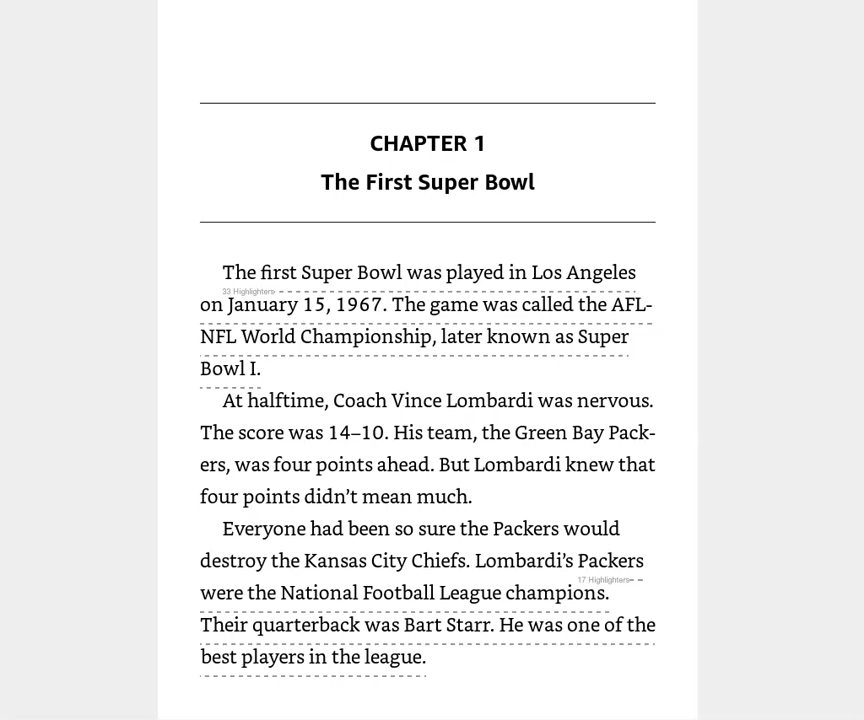 CHAPTER 1
The First Super Bowl
The first Super Bowl was played in Los Angeles
33 Highlighters
on January 15, 1967. The game was called the AFL-
NFL World Championship, later known as Super
Bowl I.
At halftime, Coach Vince Lombardi was nervous.
The score was 14–10. His team, the Green Bay Pack-
ers, was four points ahead. But Lombardi knew that
four points didn’t mean much.
Everyone had been so sure the Packers would
destroy the Kansas City Chiefs. Lombardi’s Packers
17 Highlighters
were the National Football League champions.
Their quarterback was Bart Starr. He was one of the
best players in the league.